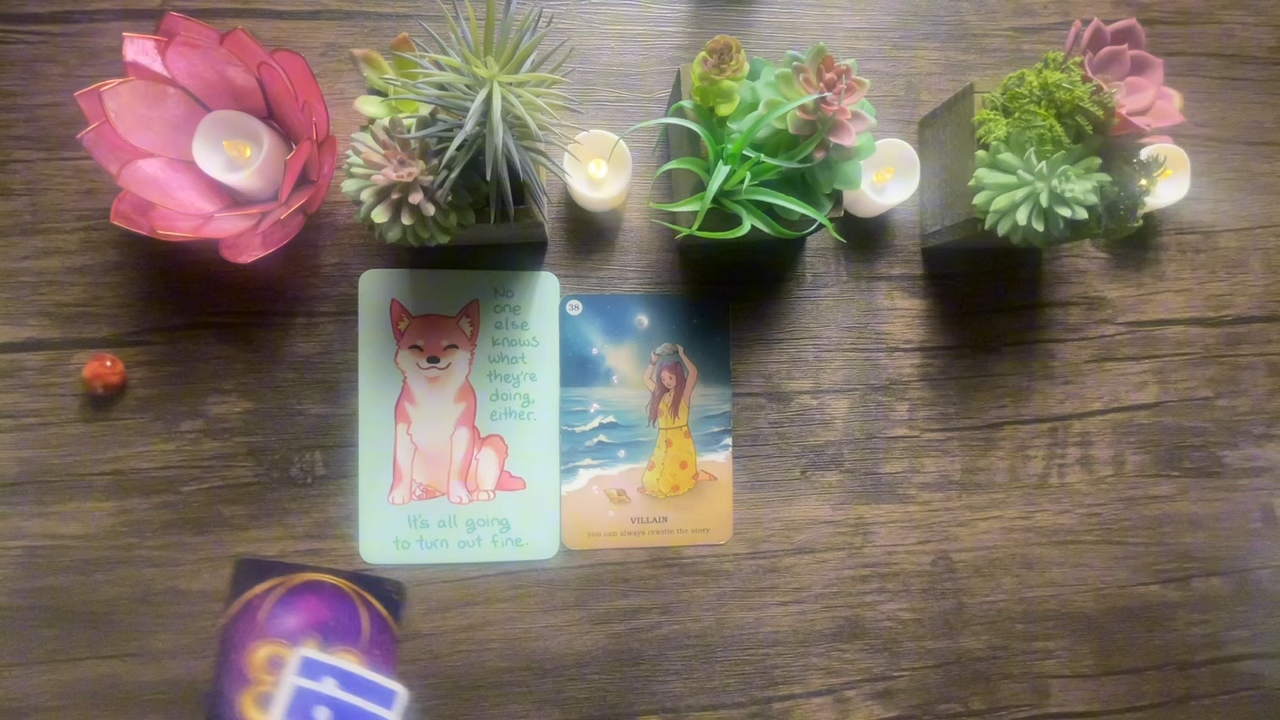 No
one
else
knows
what
they're
doing,
either.
It's all going
to turn out fine.
38
VILLAIN
you can always rewrite the story